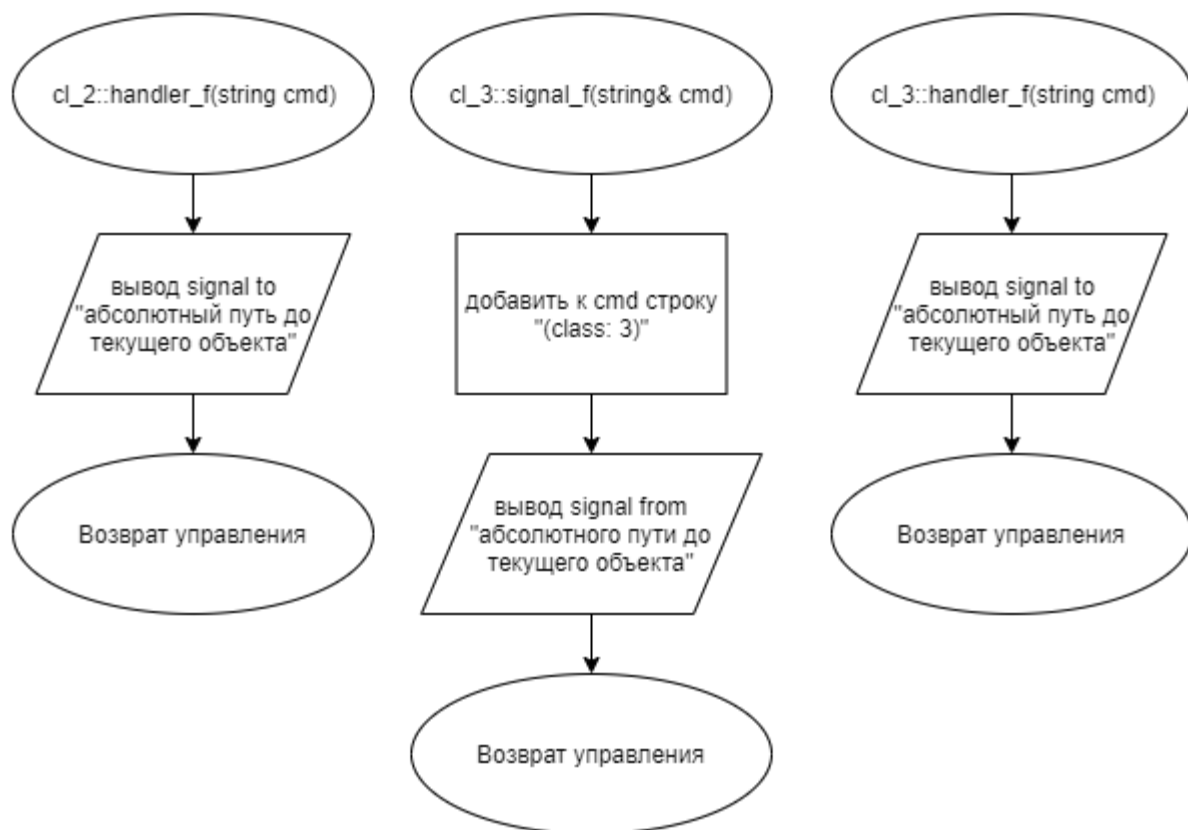 cl_2::handler_f(string cmd)
вывод signal to
"абсолютный путь до
текущего объекта"
Возврат управления
cl_3::signal_f(string& cmd)
добавить к cmd строку
"(class: 3)"
вывод signal from
"абсолютного пути до
текущего объекта"
Возврат управления
cl_3::handler_f(string cmd)
вывод signal to
"абсолютный путь до
текущего объекта"
Возврат управления